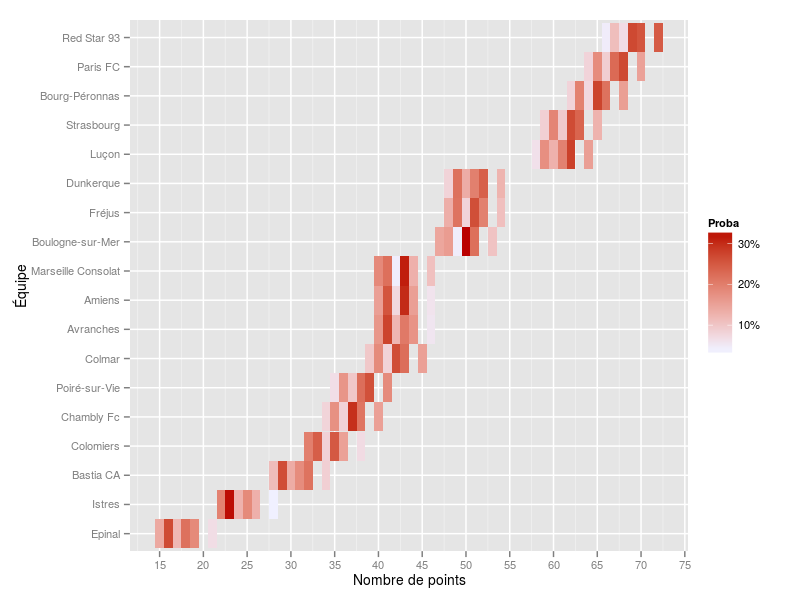 Équipe
Red Star 93
Paris FC
Bourg-Péronnas
Strasbourg
Luçon
Dunkerque
Fréjus
Boulogne-sur-Mer
Marseille Consolat
Amiens
Avranches
Colmar
Poiré-sur-Vie
Chambly Fc
Colomiers
Bastia CA
Istres
Epinal
15 20 25 30 35 40 45 50 55 60 65 70 75
Nombre de points
Proba
30%
20%
10%